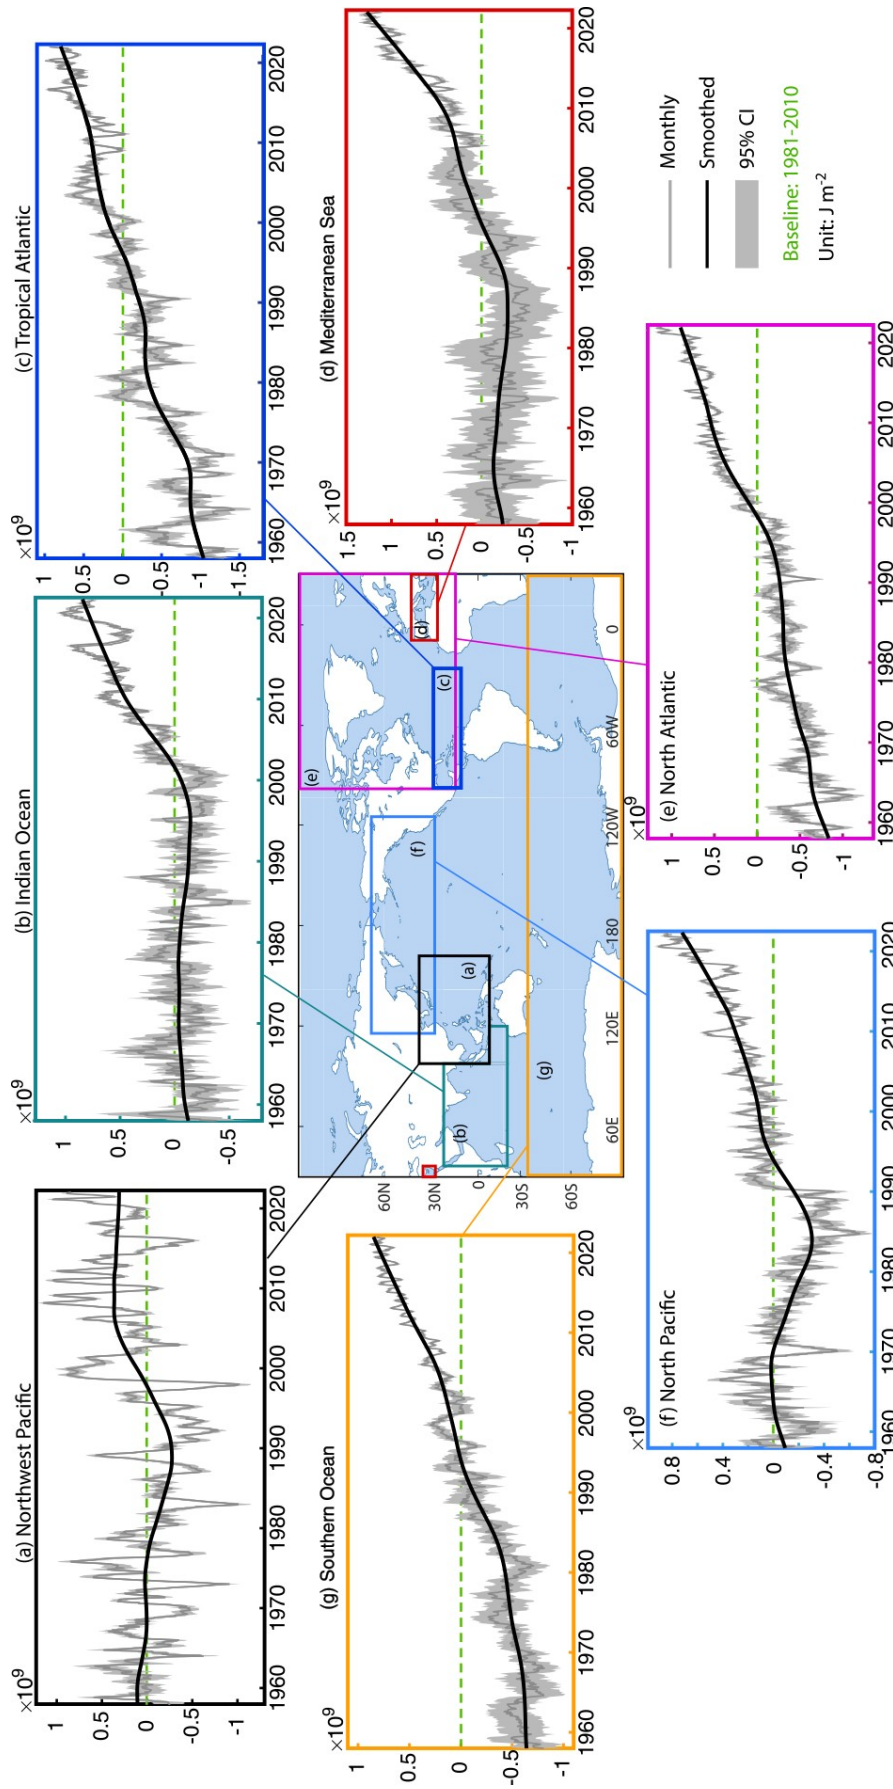 (a) Northwest Pacific
×10⁹
1
0.5
0
-0.5
-1
1960 1970 1980 1990 2000 2010 2020
(b) Indian Ocean
×10⁹
1
0.5
0
-0.5
1960 1970 1980 1990 2000 2010 2020
(c) Tropical Atlantic
×10⁹
1
0.5
0
-0.5
-1
-1.5
1960 1970 1980 1990 2000 2010 2020
(g) Southern Ocean
×10⁹
1
0.5
0
-0.5
-1
1960 1970 1980 1990 2000 2010 2020
60N
30N
0
30S
60S
60E 120E -180 120W 60W 0
(a)
(b)
(c)
(d)
(e)
(f)
(g)
(d) Mediterranean Sea
×10⁹
1.5
1
0.5
0
-0.5
-1
1960 1970 1980 1990 2000 2010 2020
(f) North Pacific
×10⁹
0.8
0.4
0
-0.4
-0.8
1960 1970 1980 1990 2000 2010 2020
(e) North Atlantic
×10⁹
1
0.5
0
-0.5
-1
1960 1970 1980 1990 2000 2010 2020
Monthly
Smoothed
95% CI
Baseline: 1981-2010
Unit: J m⁻²